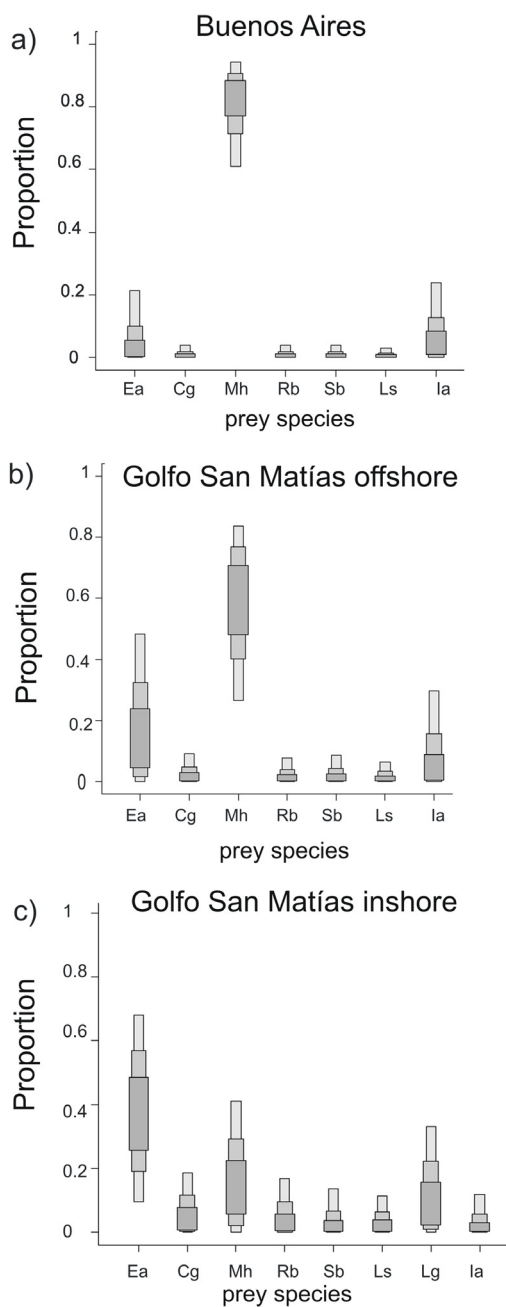 a)
Buenos Aires
Proportion
1
0.8
0.6
0.4
0.2
0
Ea Cg Mh Rb Sb Ls Ia
prey species
b)
Golfo San Matías offshore
Proportion
1
0.8
0.6
0.4
0.2
0
Ea Cg Mh Rb Sb Ls Ia
prey species
c)
Golfo San Matías inshore
Proportion
1
0.8
0.6
0.4
0.2
0
Ea Cg Mh Rb Sb Ls Lg Ia
prey species